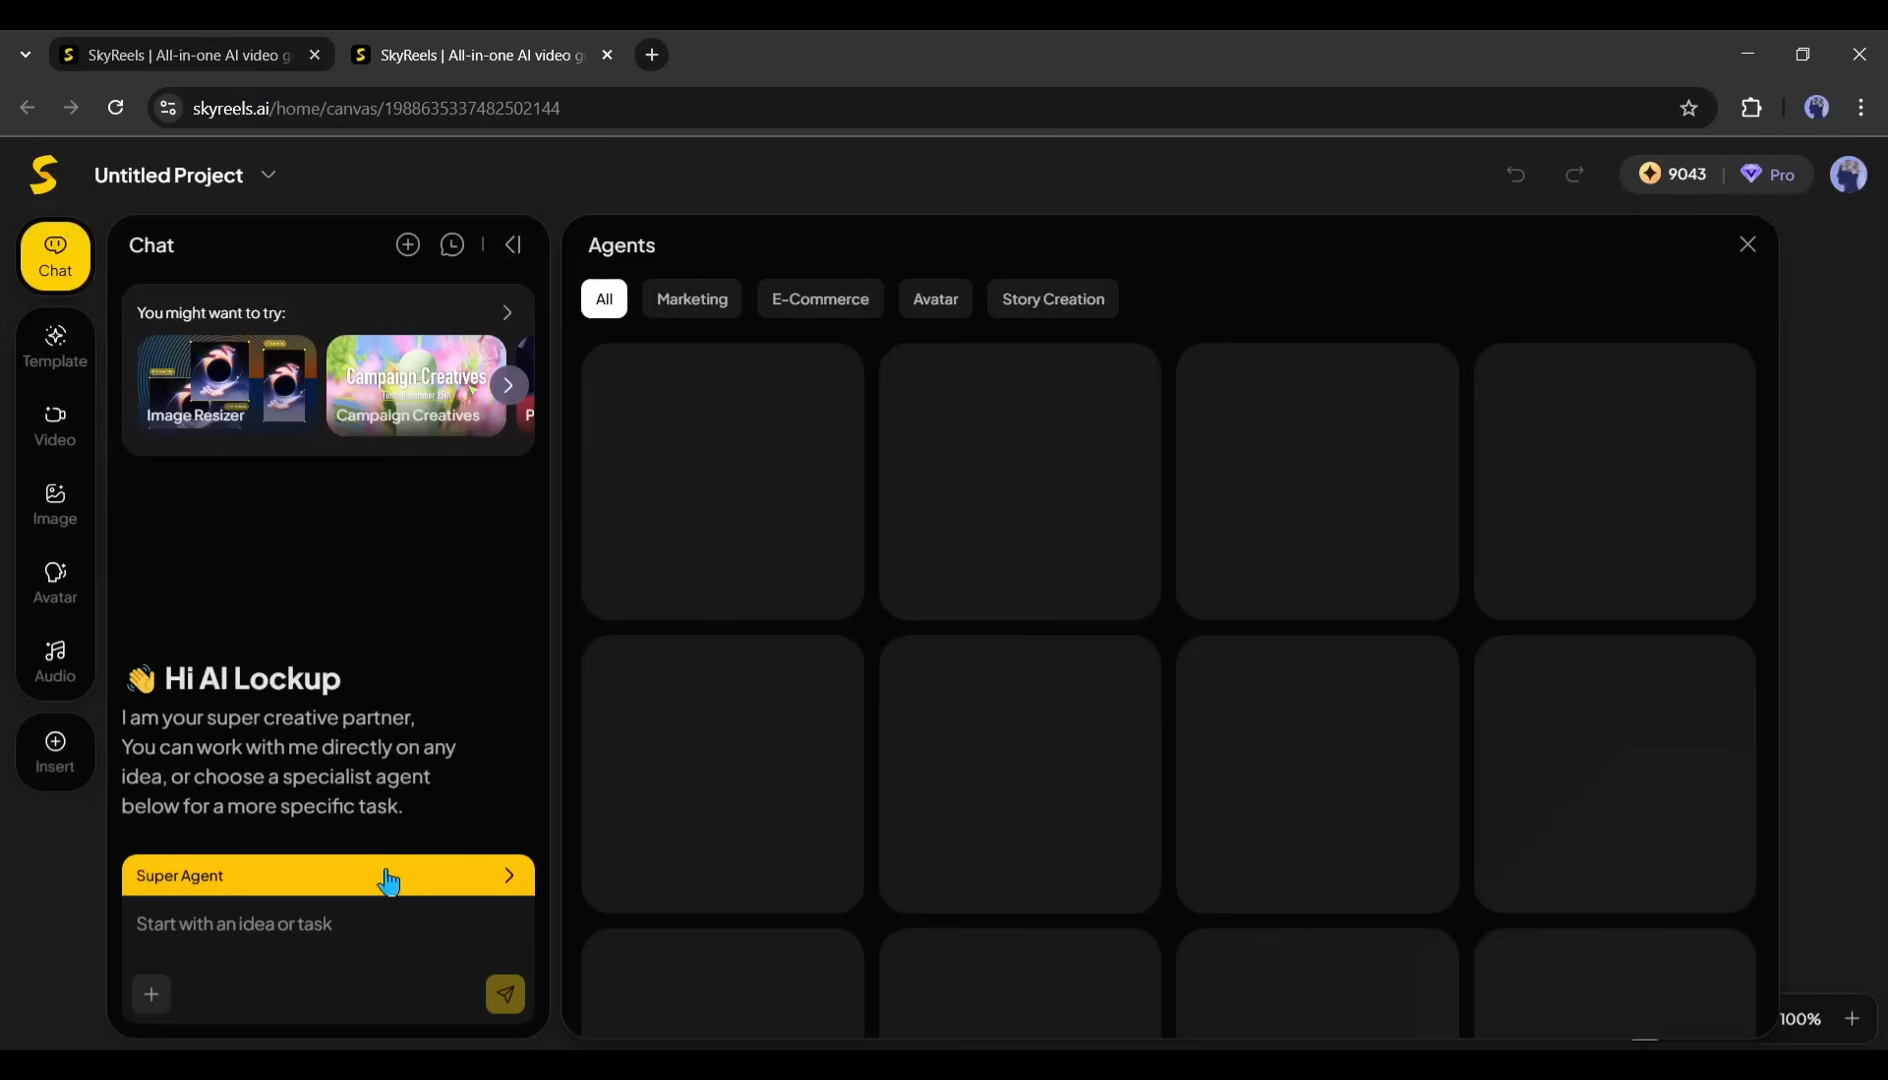 SkyReels | All-in-one AI video g
SkyReels | All-in-one AI video g
skyreels.ai/home/canvas/1988635337482502144
Untitled Project
9043
Pro
Chat
Template
Video
Image
Avatar
Audio
Insert
Chat
You might want to try:
Image Resizer
Campaign Creatives
Campaign Creatives
P
👋 Hi AI Lockup
I am your super creative partner,
You can work with me directly on any
idea, or choose a specialist agent
below for a more specific task.
Super Agent
Start with an idea or task
Agents
All
Marketing
E-Commerce
Avatar
Story Creation
100%